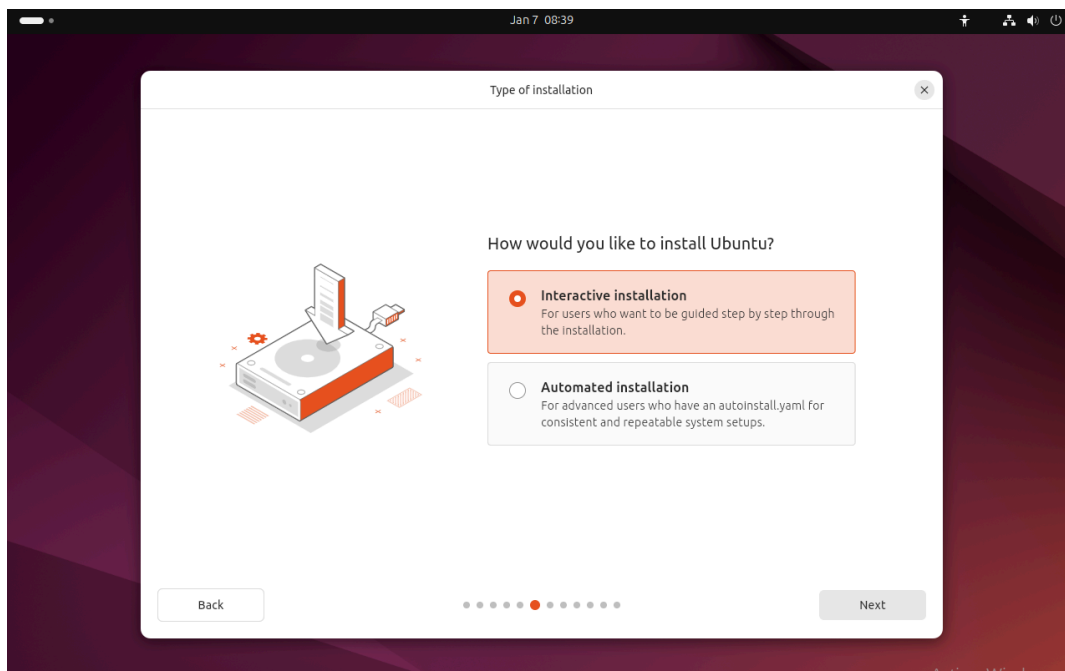 Jan 7 08:39
Type of installation
How would you like to install Ubuntu?
Interactive installation
For users who want to be guided step by step through
the installation.
Automated installation
For advanced users who have an autoinstall.yaml for
consistent and repeatable system setups.
Back
Next